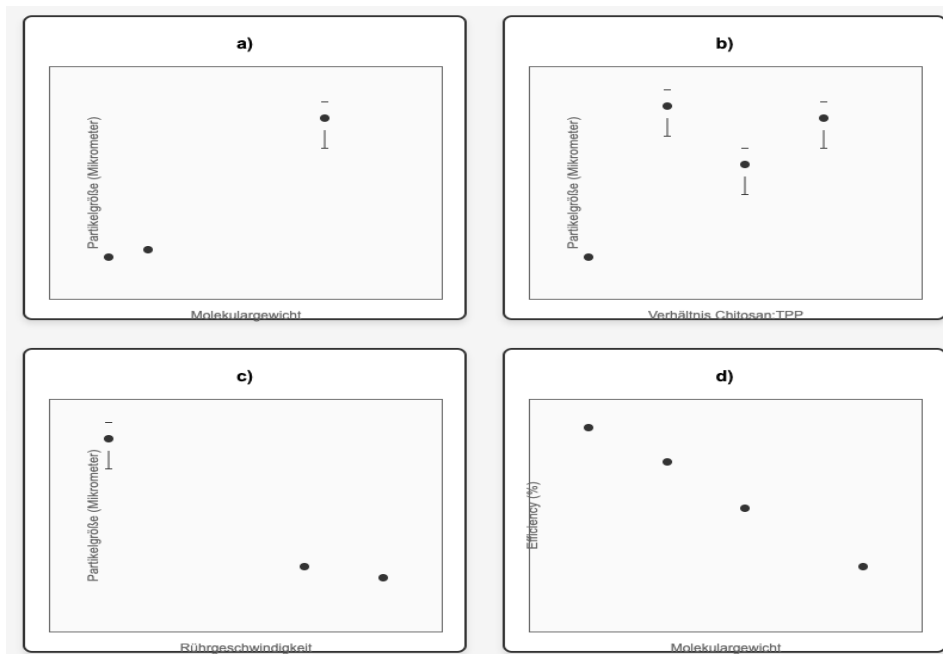 a)
Partikelgröße (Mikrometer)
Molekulargewicht
b)
Partikelgröße (Mikrometer)
Verhältnis Chitosan:TPP
c)
Partikelgröße (Mikrometer)
Rührgeschwindigkeit
d)
Efficiency (%)
Molekulargewicht